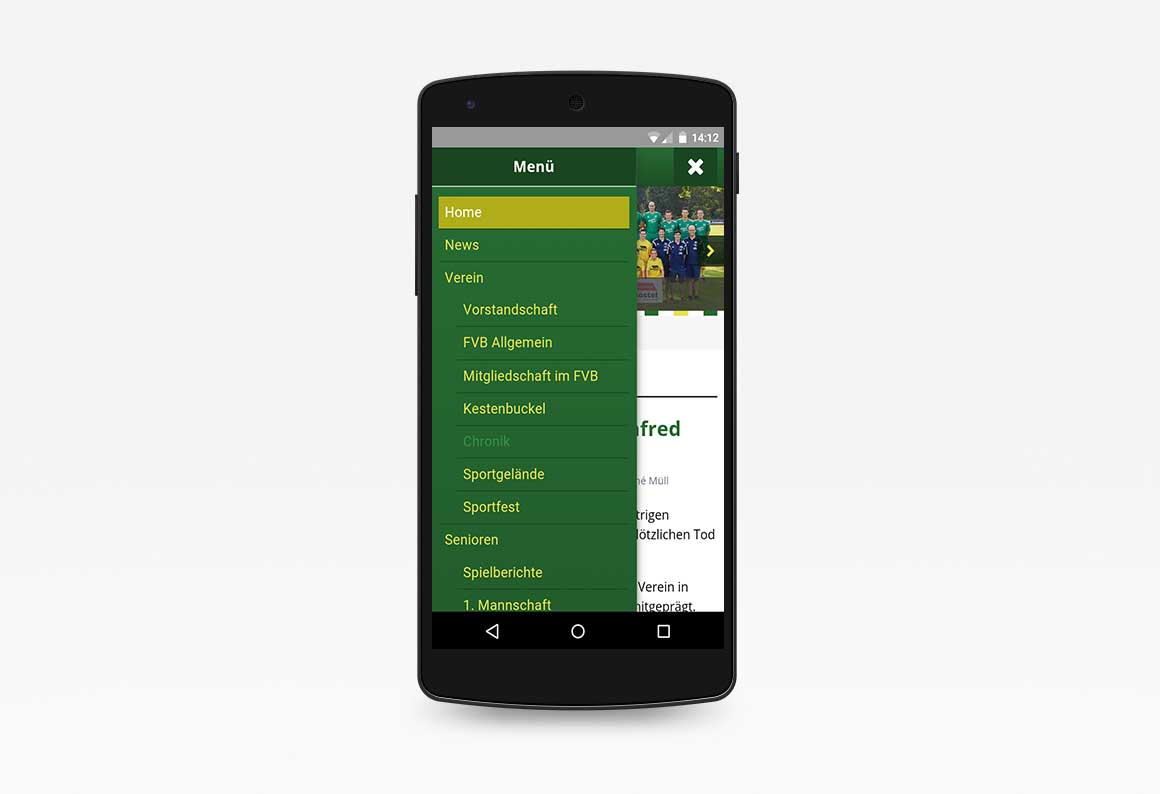 14:12
Menü
Home
News
Verein
Vorstandschaft
FVB Allgemein
Mitgliedschaft im FVB
Kestenbuckel
Chronik
Sportgelände
Sportfest
Senioren
Spielberichte
1. Mannschaft
nfred
né Müll
trigen
lötzlichen Tod
Verein in
nitgeprägt.